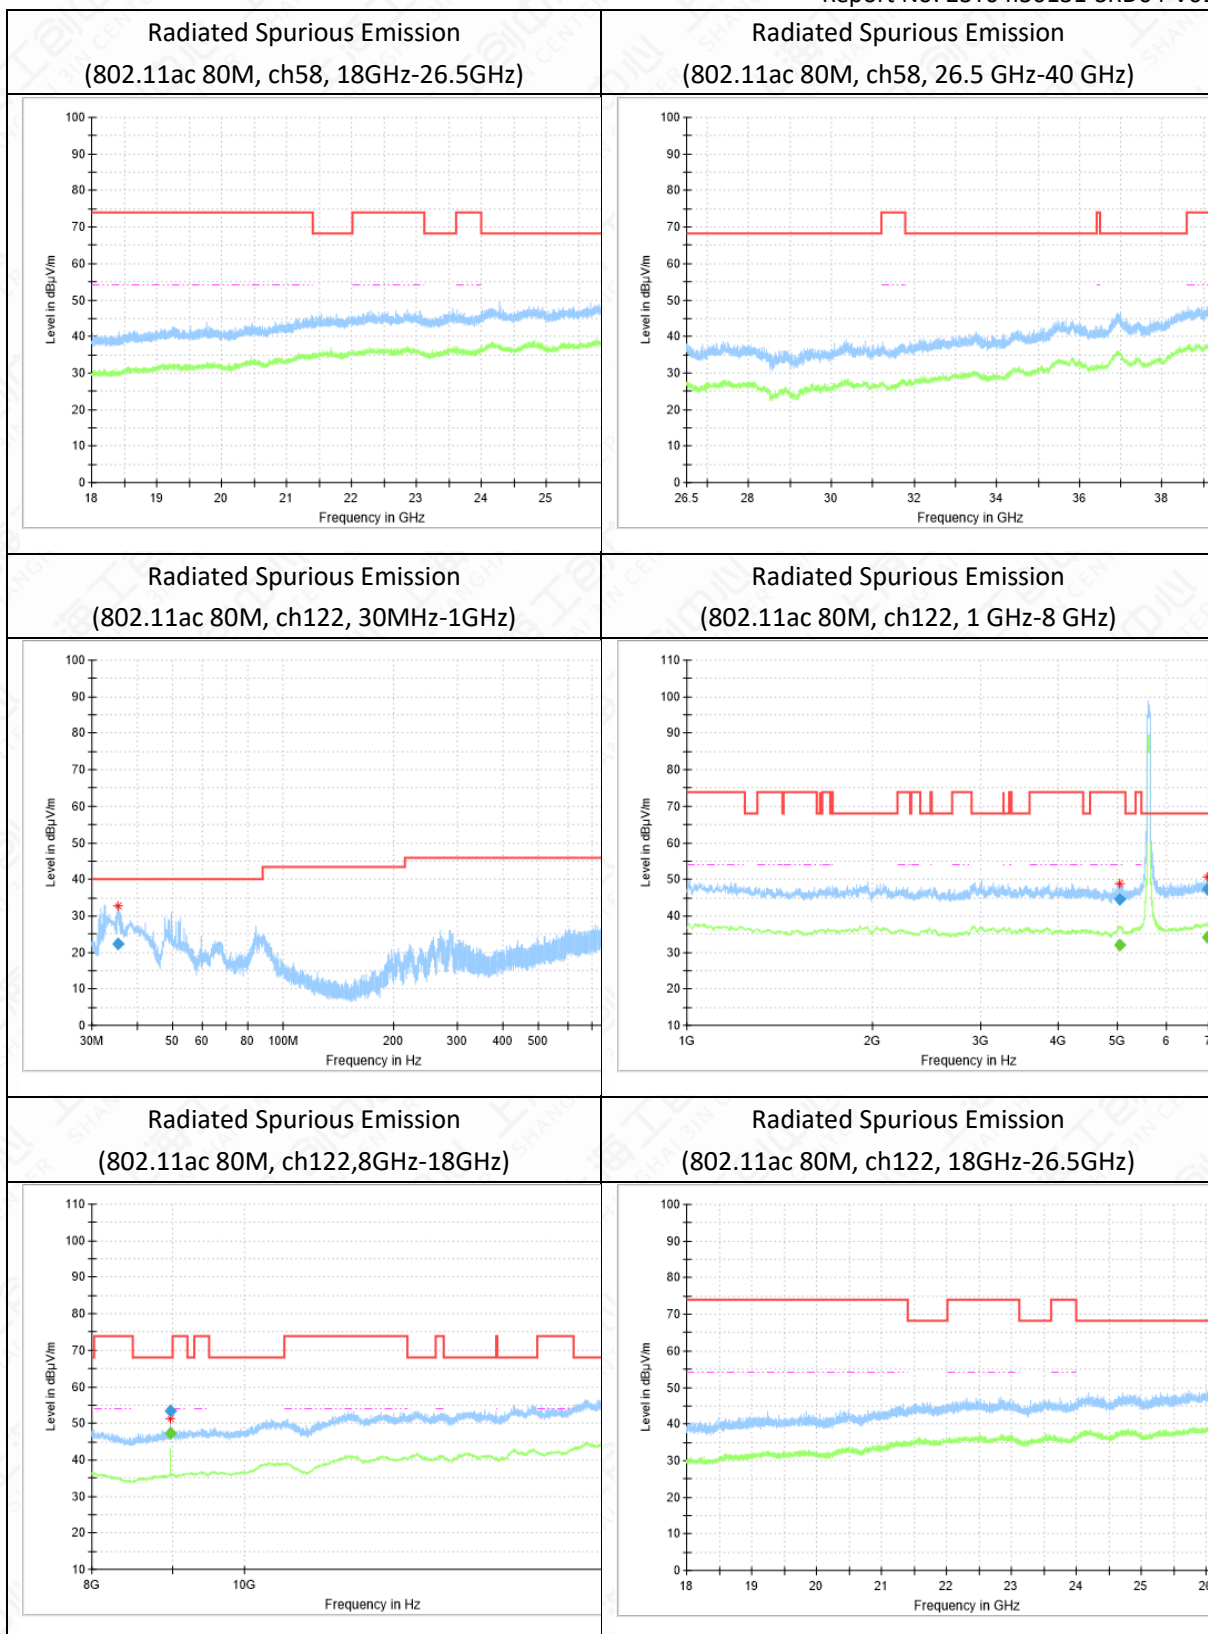 Radiated Spurious Emission
(802.11ac 80M, ch58, 18GHz-26.5GHz)
Radiated Spurious Emission
(802.11ac 80M, ch58, 26.5 GHz-40 GHz)
Level in dBµV/m
100
90
80
70
60
50
40
30
20
10
0
18 19 20 21 22 23 24 25
Frequency in GHz
Level in dBµV/m
100
90
80
70
60
50
40
30
20
10
0
26.5 28 30 32 34 36 38
Frequency in GHz
Radiated Spurious Emission
(802.11ac 80M, ch122, 30MHz-1GHz)
Radiated Spurious Emission
(802.11ac 80M, ch122, 1 GHz-8 GHz)
Level in dBµV/m
100
90
80
70
60
50
40
30
20
10
0
30M 50 60 80 100M 200 300 400 500
Frequency in Hz
Level in dBµV/m
110
100
90
80
70
60
50
40
30
20
10
1G 2G 3G 4G 5G 6
Frequency in Hz
Radiated Spurious Emission
(802.11ac 80M, ch122,8GHz-18GHz)
Radiated Spurious Emission
(802.11ac 80M, ch122, 18GHz-26.5GHz)
Level in dBµV/m
110
100
90
80
70
60
50
40
30
20
10
8G 10G
Frequency in Hz
Level in dBµV/m
100
90
80
70
60
50
40
30
20
10
0
18 19 20 21 22 23 24 25
Frequency in GHz